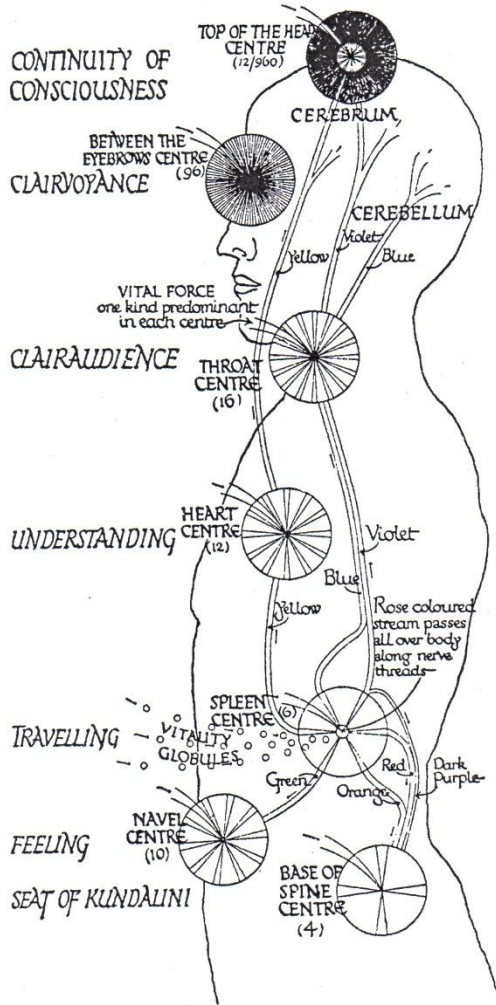 TOP OF THE HEAD
CENTRE
(12/960)
CONTINUITY OF
CONSCIOUSNESS
CEREBRUM
BETWEEN THE
EYEBROWS CENTRE
(96)
CLAIRVOYANCE
CEREBELLUM
Yellow
Violet
Blue
VITAL FORCE
one kind predominant
in each centre
CLAIRAUDIENCE
THROAT
CENTRE
(16)
UNDERSTANDING
HEART
CENTRE
(12)
Violet
Blue
Yellow
Rose coloured
stream passes
all over body
along nerve
threads
SPLEEN
CENTRE (6)
TRAVELLING
VITALITY
GLOBULES
Green
Orange
Red
Dark
Purple
NAVEL
CENTRE
(10)
FEELING
SEAT OF KUNDALINI
BASE OF
SPINE
CENTRE
(4)